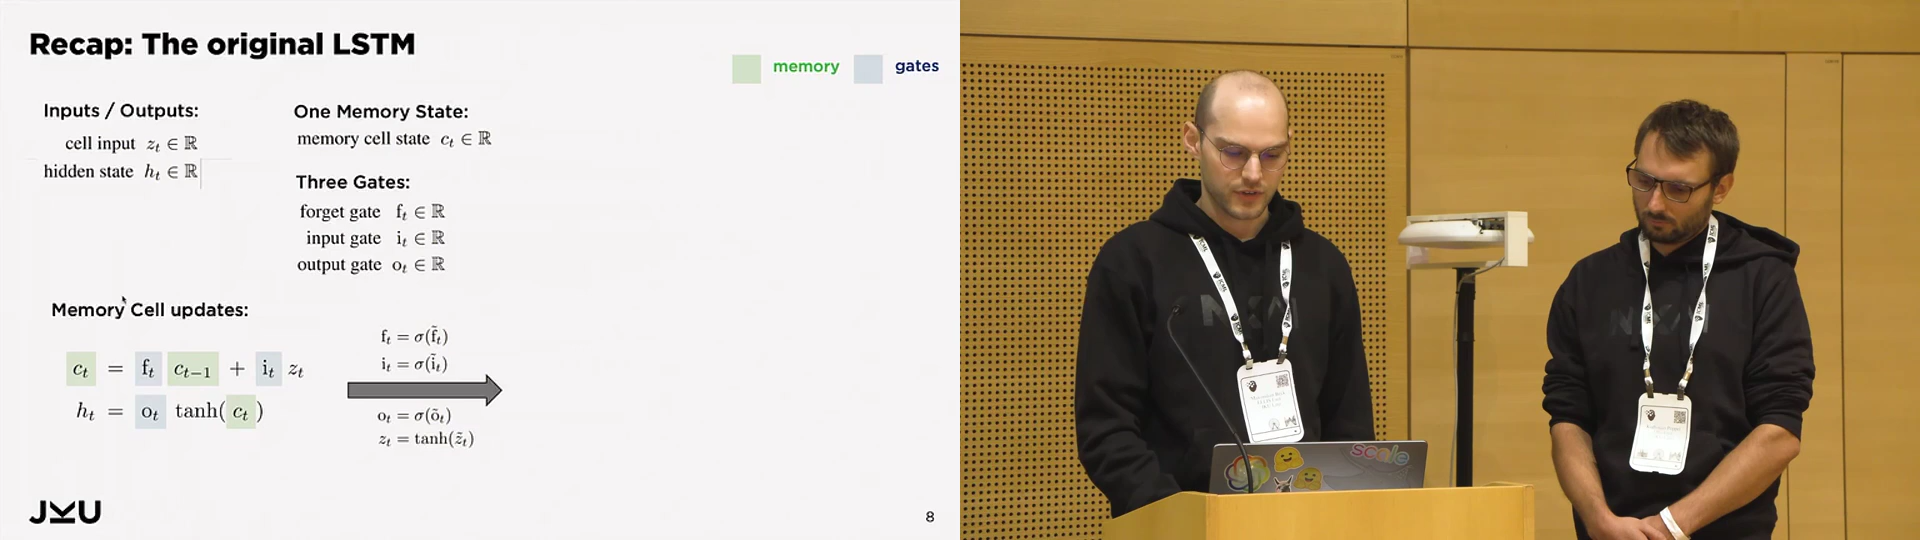 Recap: The original LSTM
memory gates
Inputs / Outputs:
cell input z_t ∈ ℝ
hidden state h_t ∈ ℝ
One Memory State:
memory cell state c_t ∈ ℝ
Three Gates:
forget gate f_t ∈ ℝ
input gate i_t ∈ ℝ
output gate o_t ∈ ℝ
Memory Cell updates:
c_t = f_t c_{t−1} + i_t z_t
h_t = o_t tanh(c_t)
f_t = σ(f̃_t)
i_t = σ(ĩ_t)
o_t = σ(õ_t)
z_t = tanh(z̃_t)
JKU
8
ICML
scale